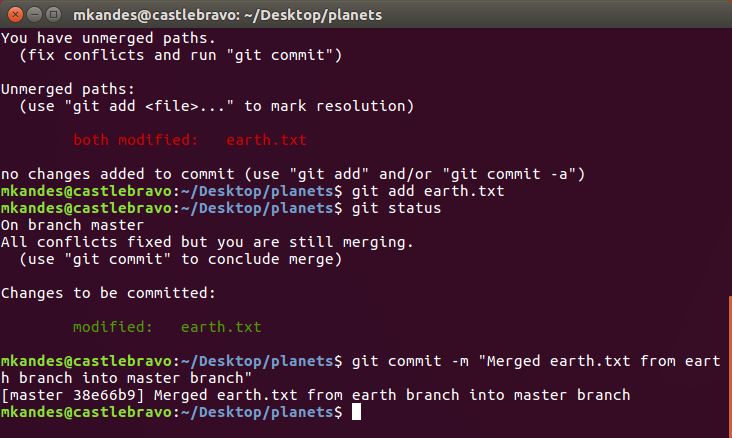 mkandes@castlebravo: ~/Desktop/planets
You have unmerged paths.
  (fix conflicts and run "git commit")

Unmerged paths:
  (use "git add <file>..." to mark resolution)

        both modified:   earth.txt

no changes added to commit (use "git add" and/or "git commit -a")
mkandes@castlebravo:~/Desktop/planets$ git add earth.txt
mkandes@castlebravo:~/Desktop/planets$ git status
On branch master
All conflicts fixed but you are still merging.
  (use "git commit" to conclude merge)

Changes to be committed:

        modified:   earth.txt

mkandes@castlebravo:~/Desktop/planets$ git commit -m "Merged earth.txt from eart
h branch into master branch"
[master 38e66b9] Merged earth.txt from earth branch into master branch
mkandes@castlebravo:~/Desktop/planets$